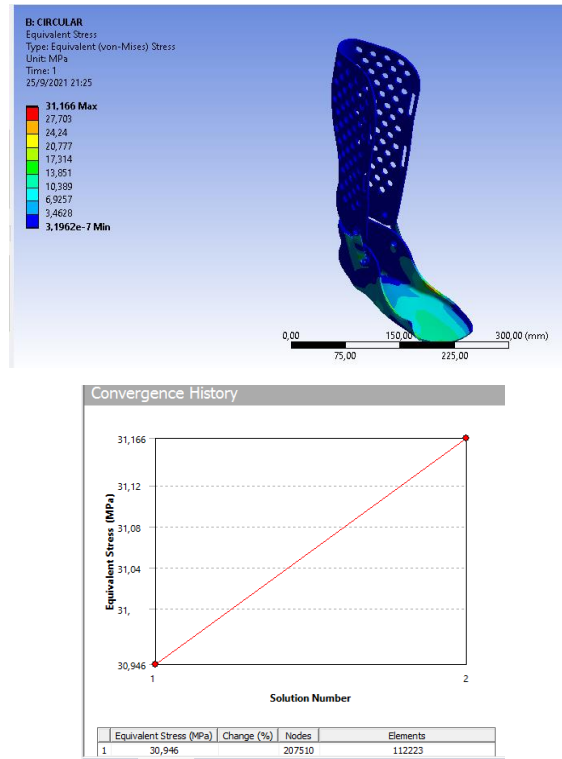 B: CIRCULAR
Equivalent Stress
Type: Equivalent (von-Mises) Stress
Unit: MPa
Time: 1
25/9/2021 21:25
31,166 Max
27,703
24,24
20,777
17,314
13,851
10,389
6,9257
3,4628
3,1962e-7 Min
0,00 150,00 300,00 (mm)
75,00 225,00
Convergence History
31,166
31,12
31,08
31,04
31,
30,946
Equivalent Stress (MPa)
1 2
Solution Number
Equivalent Stress (MPa) Change (%) Nodes Elements
1 30,946 207510 112223